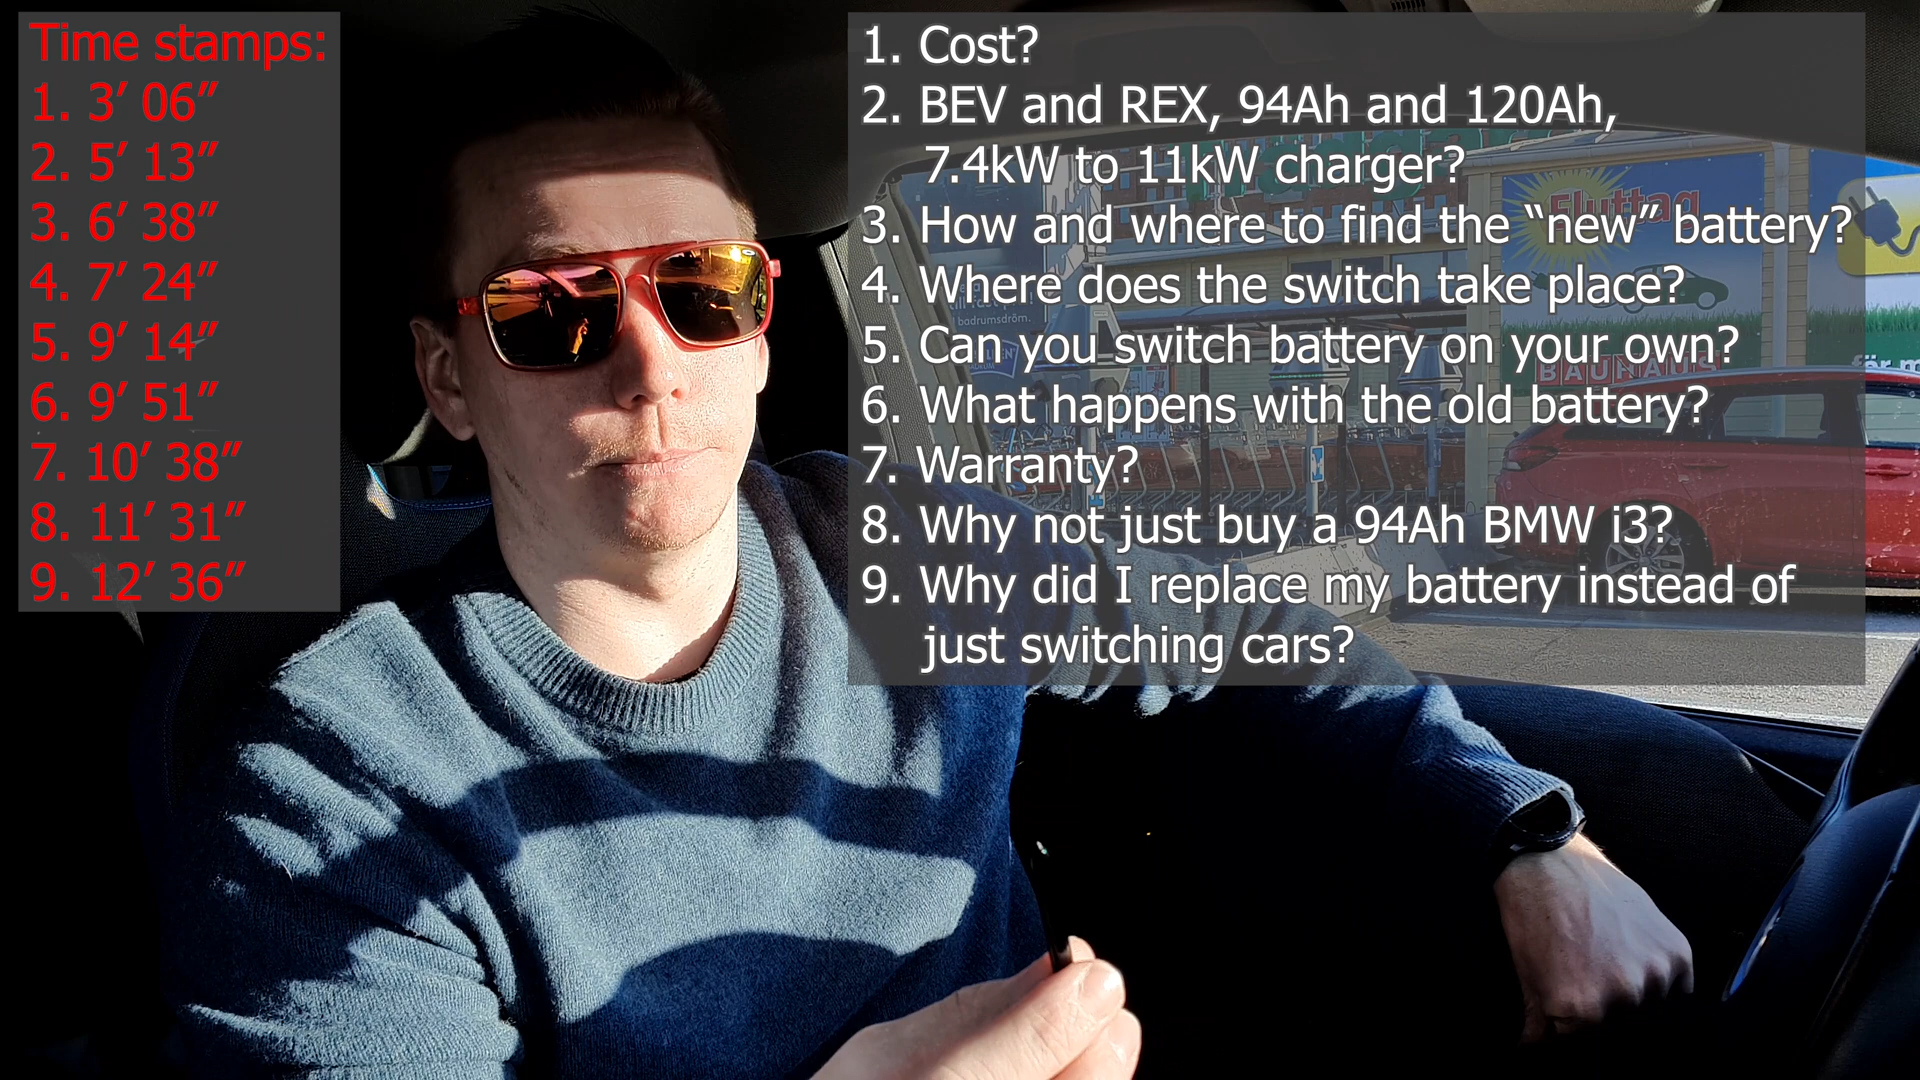 Time stamps:
1. 3’ 06”
2. 5’ 13”
3. 6’ 38”
4. 7’ 24”
5. 9’ 14”
6. 9’ 51”
7. 10’ 38”
8. 11’ 31”
9. 12’ 36”
1. Cost?
2. BEV and REX, 94Ah and 120Ah,
7.4kW to 11kW charger?
3. How and where to find the “new” battery?
4. Where does the switch take place?
5. Can you switch battery on your own?
6. What happens with the old battery?
7. Warranty?
8. Why not just buy a 94Ah BMW i3?
9. Why did I replace my battery instead of
just switching cars?
Fluttag
badrumsdröm.
BAUHAUS
för